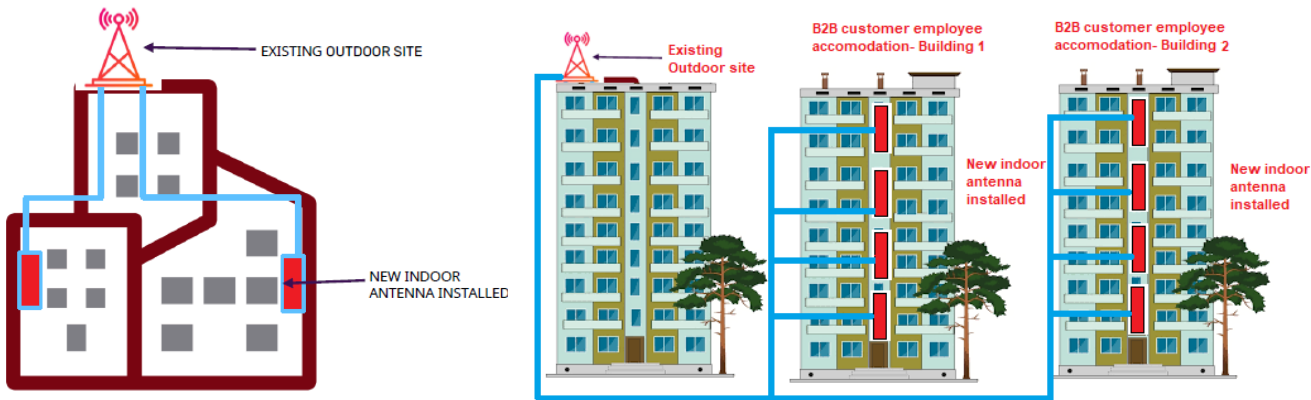 EXISTING OUTDOOR SITE
NEW INDOOR
ANTENNA INSTALLED
Existing
Outdoor site
B2B customer employee
accomodation- Building 1
New indoor
antenna
installed
B2B customer employee
accomodation- Building 2
New indoor
antenna
installed